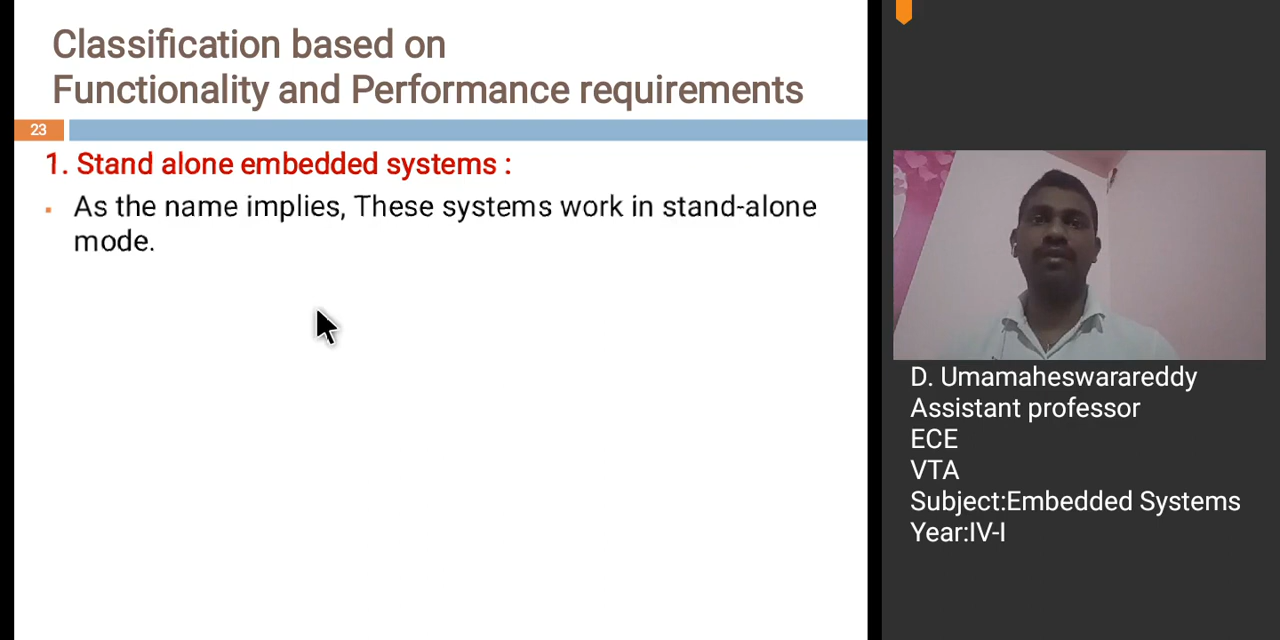 Classification based on
Functionality and Performance requirements
23
1. Stand alone embedded systems :
▪ As the name implies, These systems work in stand-alone
mode.
D. Umamaheswarareddy
Assistant professor
ECE
VTA
Subject:Embedded Systems
Year:IV-I